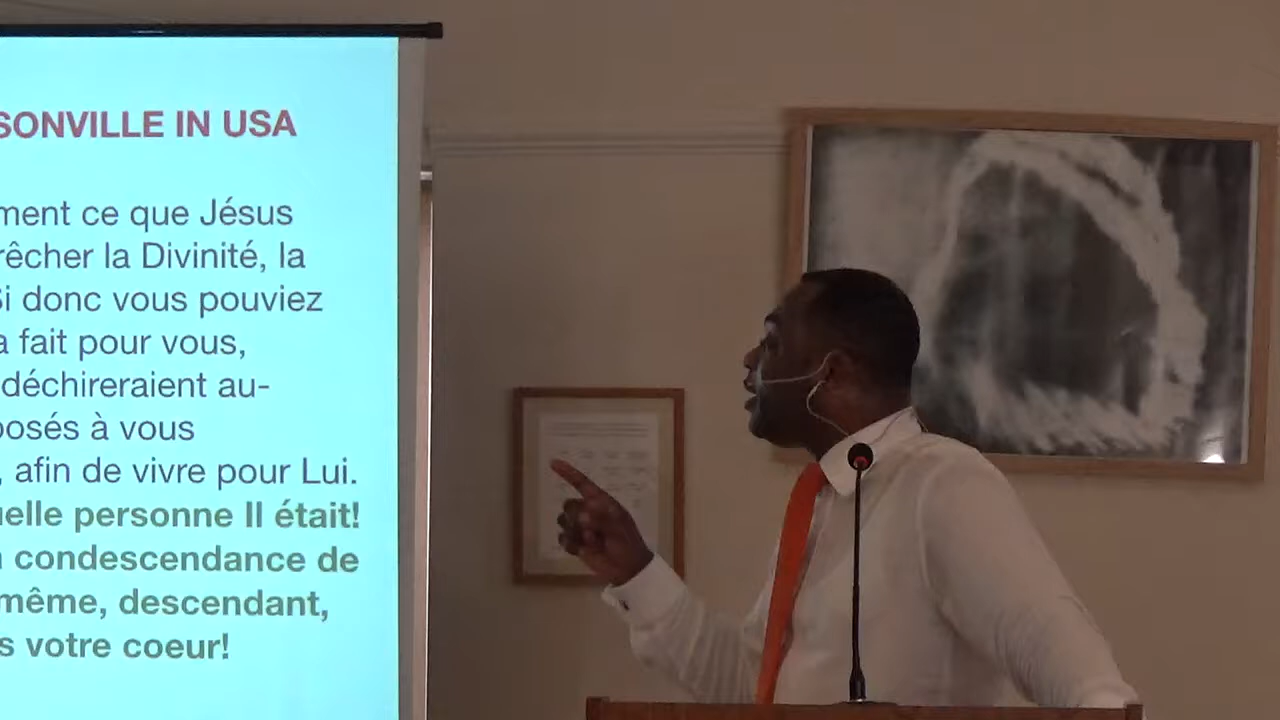 SONVILLE IN USA
ment ce que Jésus
rêcher la Divinité, la
Si donc vous pouviez
a fait pour vous,
déchireraient au-
posés à vous
, afin de vivre pour Lui.
uelle personne Il était!
condescendance de
même, descendant,
s votre coeur!